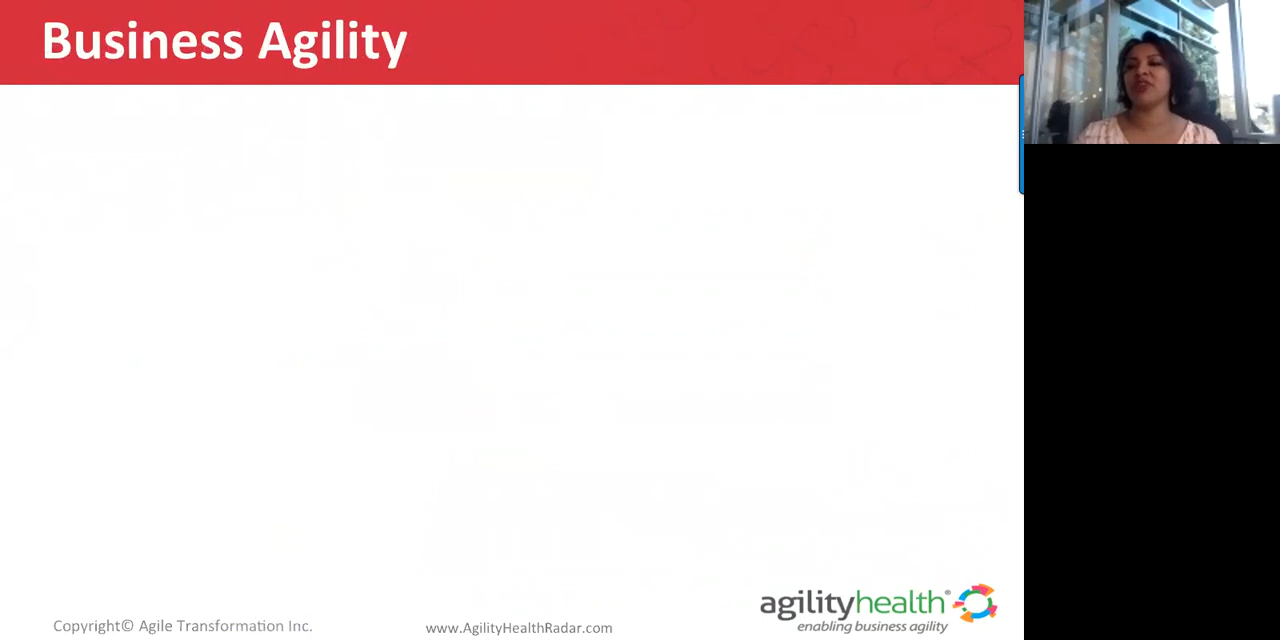 Business Agility
agilityhealth®
enabling business agility
Copyright© Agile Transformation Inc.
www.AgilityHealthRadar.com